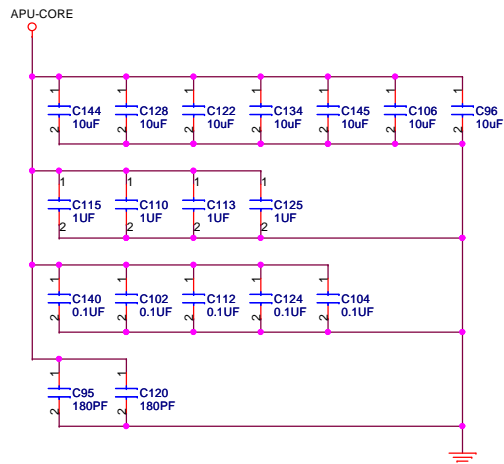 APU-CORE
1 1 1 1 1 1 1
C144 C128 C122 C134 C145 C106 C96
10uF 10uF 10uF 10uF 10uF 10uF 10uF
2 2 2 2 2 2 2
1 1 1 1
C115 C110 C113 C125
1UF 1UF 1UF 1UF
2 2 2 2
1 1 1 1 1
C140 C102 C112 C124 C104
0.1UF 0.1UF 0.1UF 0.1UF 0.1UF
2 2 2 2 2
1 1
C95 C120
180PF 180PF
2 2